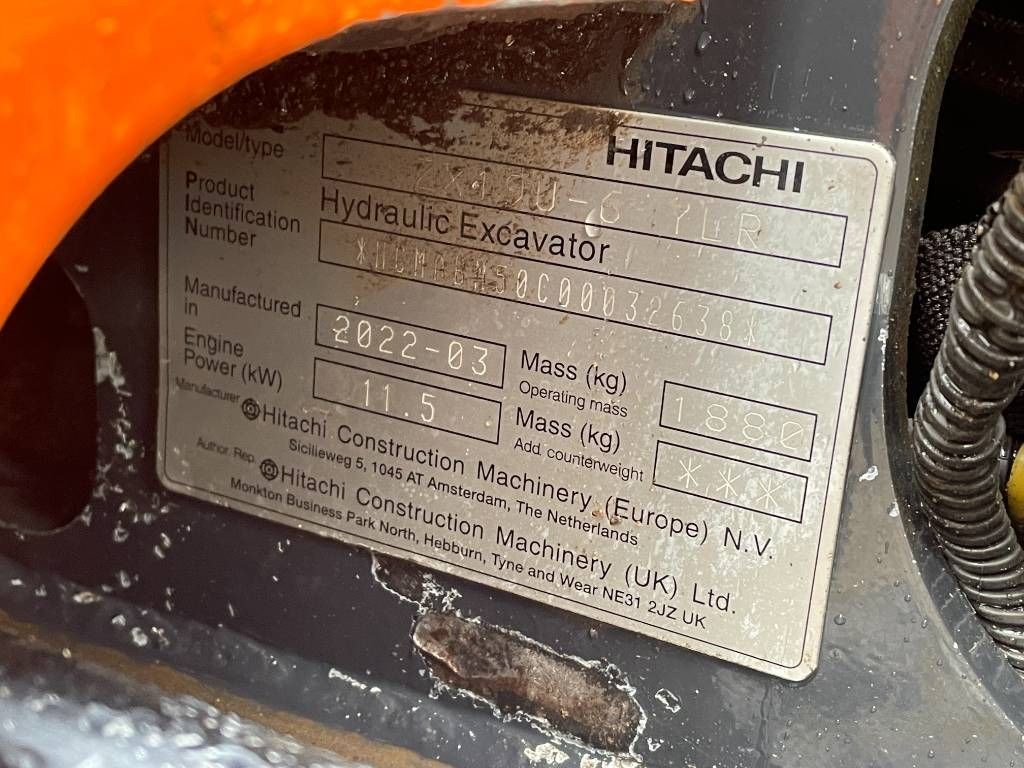 HITACHI
Model/type ZX19U-6 7LR
Hydraulic Excavator
Product
Identification
Number
50C00032638*
Manufactured
in 2022-03
Engine
Power (kW) 11.5
Mass (kg)
Operating mass 1880
Mass (kg)
Add. counterweight ***
Manufacturer Hitachi Construction Machinery (Europe) N.V.
Sicilieweg 5, 1045 AT Amsterdam, The Netherlands
Author. Rep. Hitachi Construction Machinery (UK) Ltd.
Monkton Business Park North, Hebburn, Tyne and Wear NE31 2JZ UK